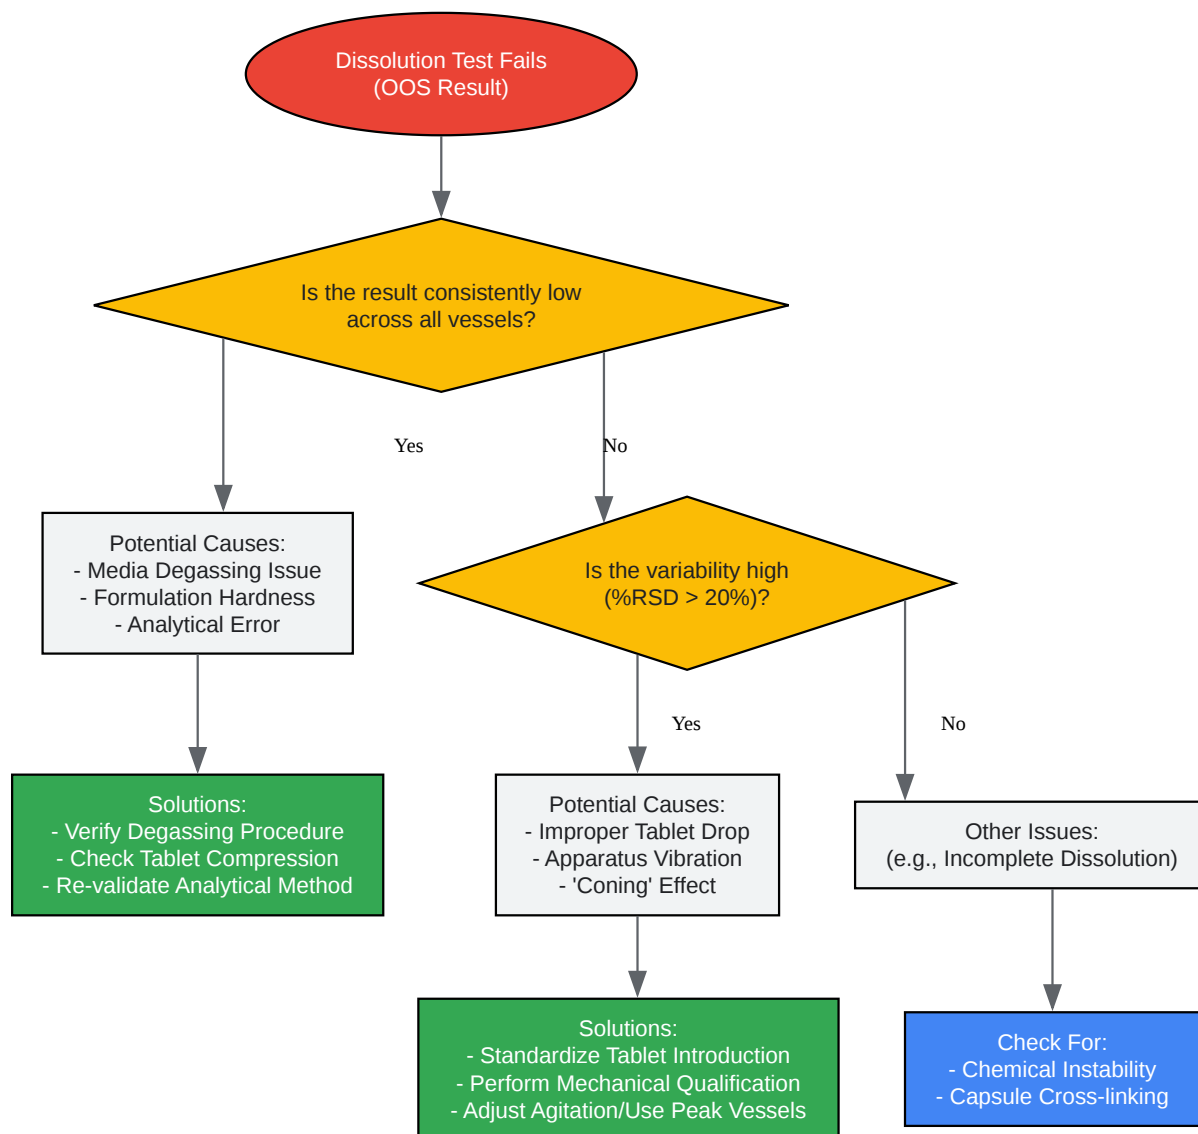 Dissolution Test Fails
(OOS Result)
Is the result consistently low
across all vessels?
Yes
No
Potential Causes:
- Media Degassing Issue
- Formulation Hardness
- Analytical Error
Is the variability high
(%RSD > 20%)?
Yes
No
Solutions:
- Verify Degassing Procedure
- Check Tablet Compression
- Re-validate Analytical Method
Potential Causes:
- Improper Tablet Drop
- Apparatus Vibration
- 'Coning' Effect
Other Issues:
(e.g., Incomplete Dissolution)
Solutions:
- Standardize Tablet Introduction
- Perform Mechanical Qualification
- Adjust Agitation/Use Peak Vessels
Check For:
- Chemical Instability
- Capsule Cross-linking